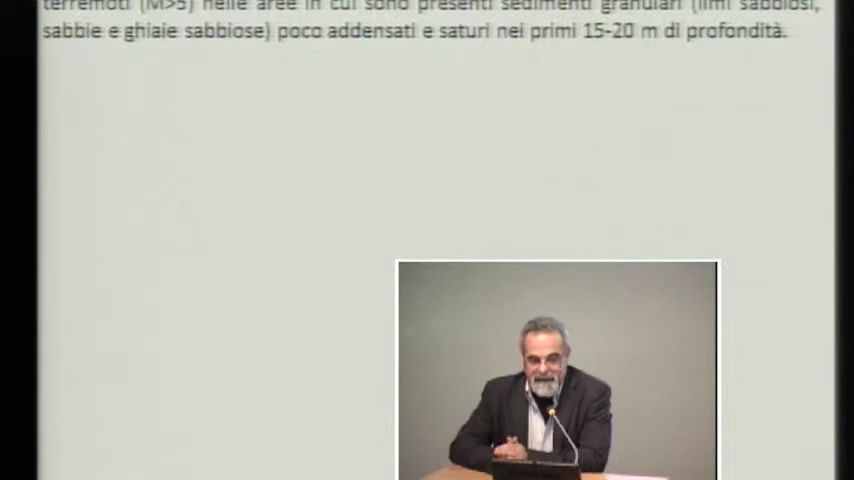 terremoti (M>5) nelle aree in cui sono presenti sedimenti granulari (limi sabbiosi,
sabbie e ghiaie sabbiose) poco addensati e saturi nei primi 15-20 m di profondità.